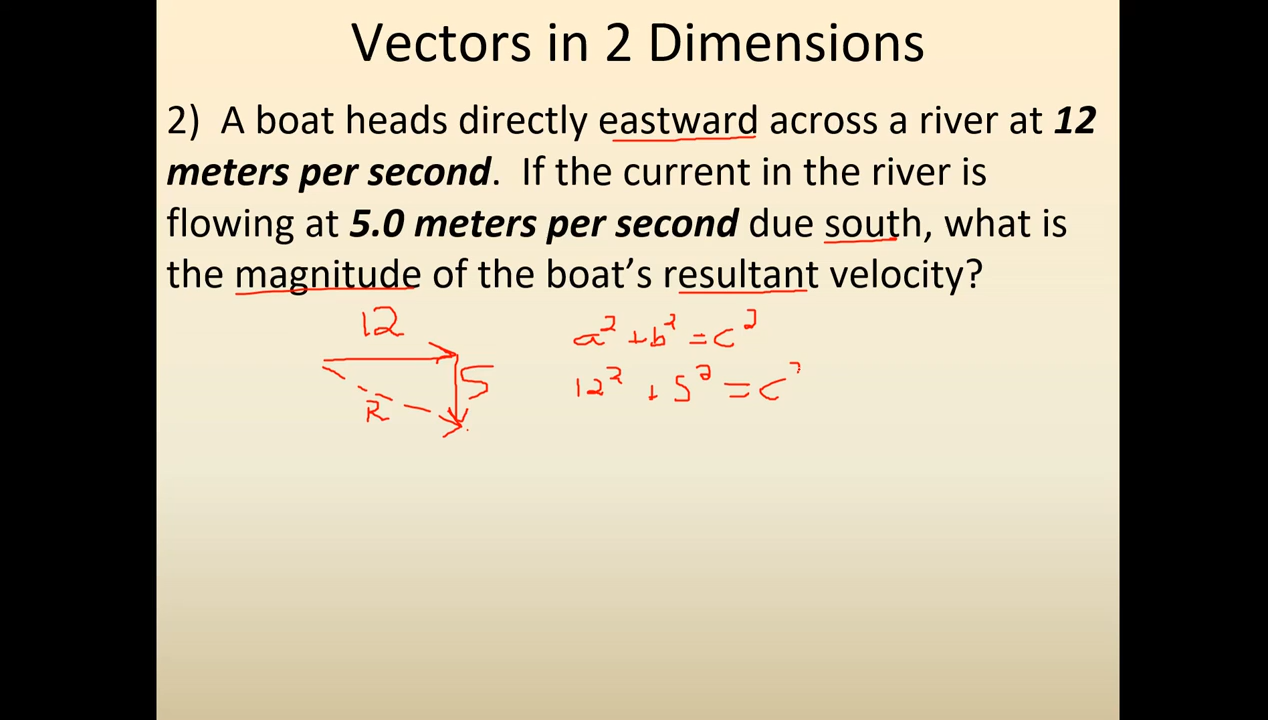 Vectors in 2 Dimensions
2) A boat heads directly eastward across a river at 12
meters per second. If the current in the river is
flowing at 5.0 meters per second due south, what is
the magnitude of the boat’s resultant velocity?
12
5
R
a² + b² = c²
12² + 5² = c²